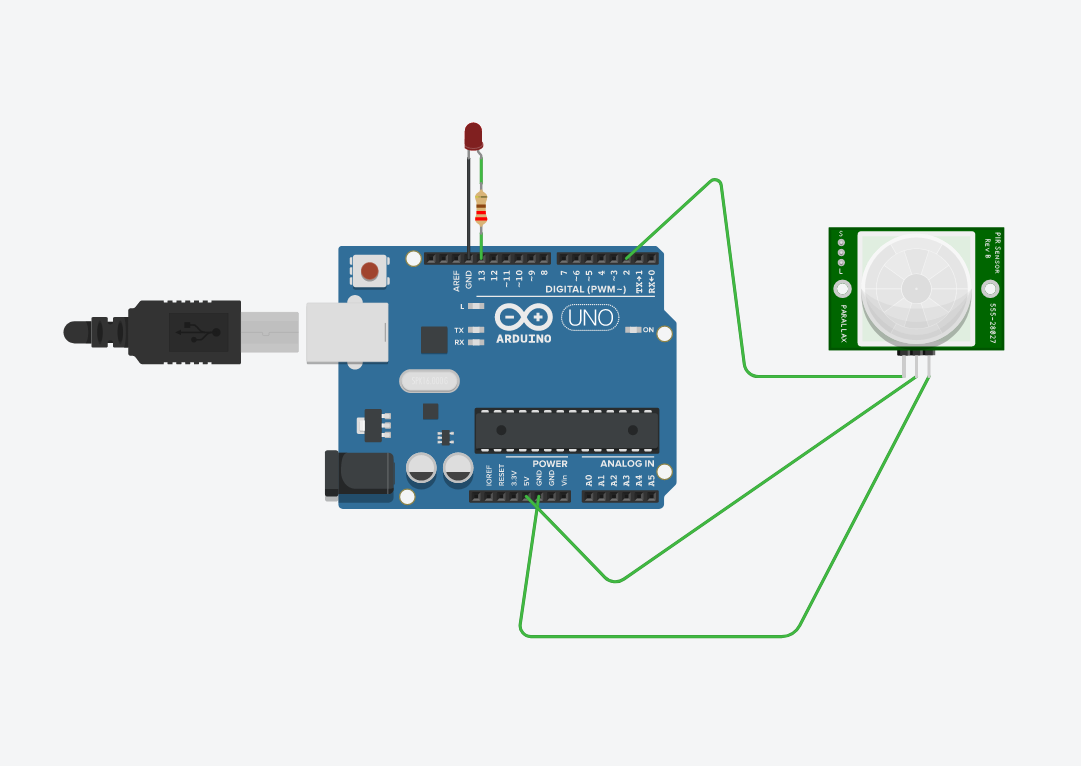 AREF
GND
13
12
~11
~10
~9
8
7
~6
~5
4
~3
2
TX→1
RX←0
DIGITAL (PWM~)
L
TX
RX
ARDUINO
UNO
ON
POWER
ANALOG IN
IOREF
RESET
3.3V
5V
GND
GND
Vin
A0
A1
A2
A3
A4
A5
S
L
PARALLAX
PIR SENSOR
Rev B
555-28027